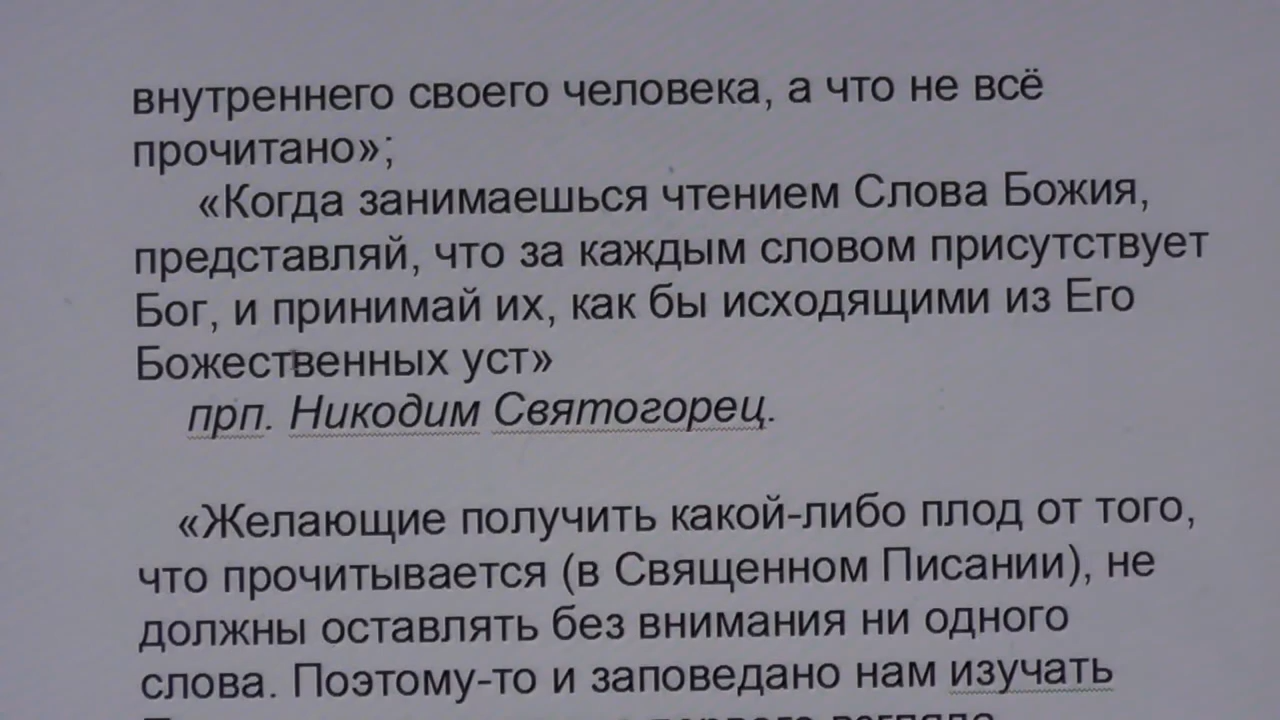 внутреннего своего человека, а что не всё
прочитано»;
«Когда занимаешься чтением Слова Божия,
представляй, что за каждым словом присутствует
Бог, и принимай их, как бы исходящими из Его
Божественных уст»
прп. Никодим Святогорец.
«Желающие получить какой-либо плод от того,
что прочитывается (в Священном Писании), не
должны оставлять без внимания ни одного
слова. Поэтому-то и заповедано нам изучать